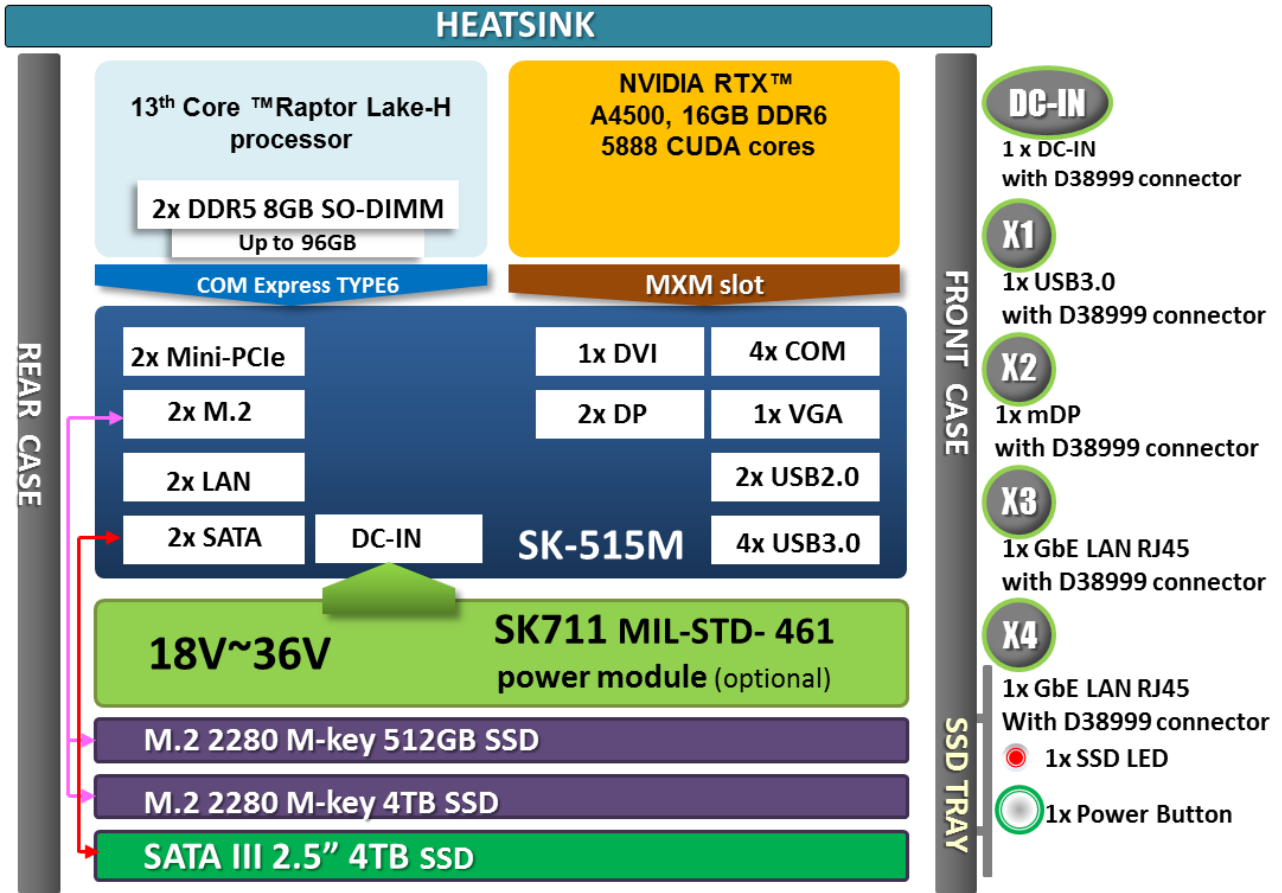 HEATSINK
13th Core ™Raptor Lake-H
processor
2x DDR5 8GB SO-DIMM
Up to 96GB
COM Express TYPE6
NVIDIA RTX™
A4500, 16GB DDR6
5888 CUDA cores
MXM slot
REAR CASE
2x Mini-PCIe
2x M.2
2x LAN
2x SATA
DC-IN
1x DVI
4x COM
2x DP
1x VGA
2x USB2.0
SK-515M
4x USB3.0
18V~36V
SK711 MIL-STD- 461
power module (optional)
M.2 2280 M-key 512GB SSD
M.2 2280 M-key 4TB SSD
SATA III 2.5” 4TB SSD
FRONT CASE
SSD TRAY
DC-IN
1 x DC-IN
with D38999 connector
X1
1x USB3.0
with D38999 connector
X2
1x mDP
with D38999 connector
X3
1x GbE LAN RJ45
with D38999 connector
X4
1x GbE LAN RJ45
With D38999 connector
1x SSD LED
1x Power Button